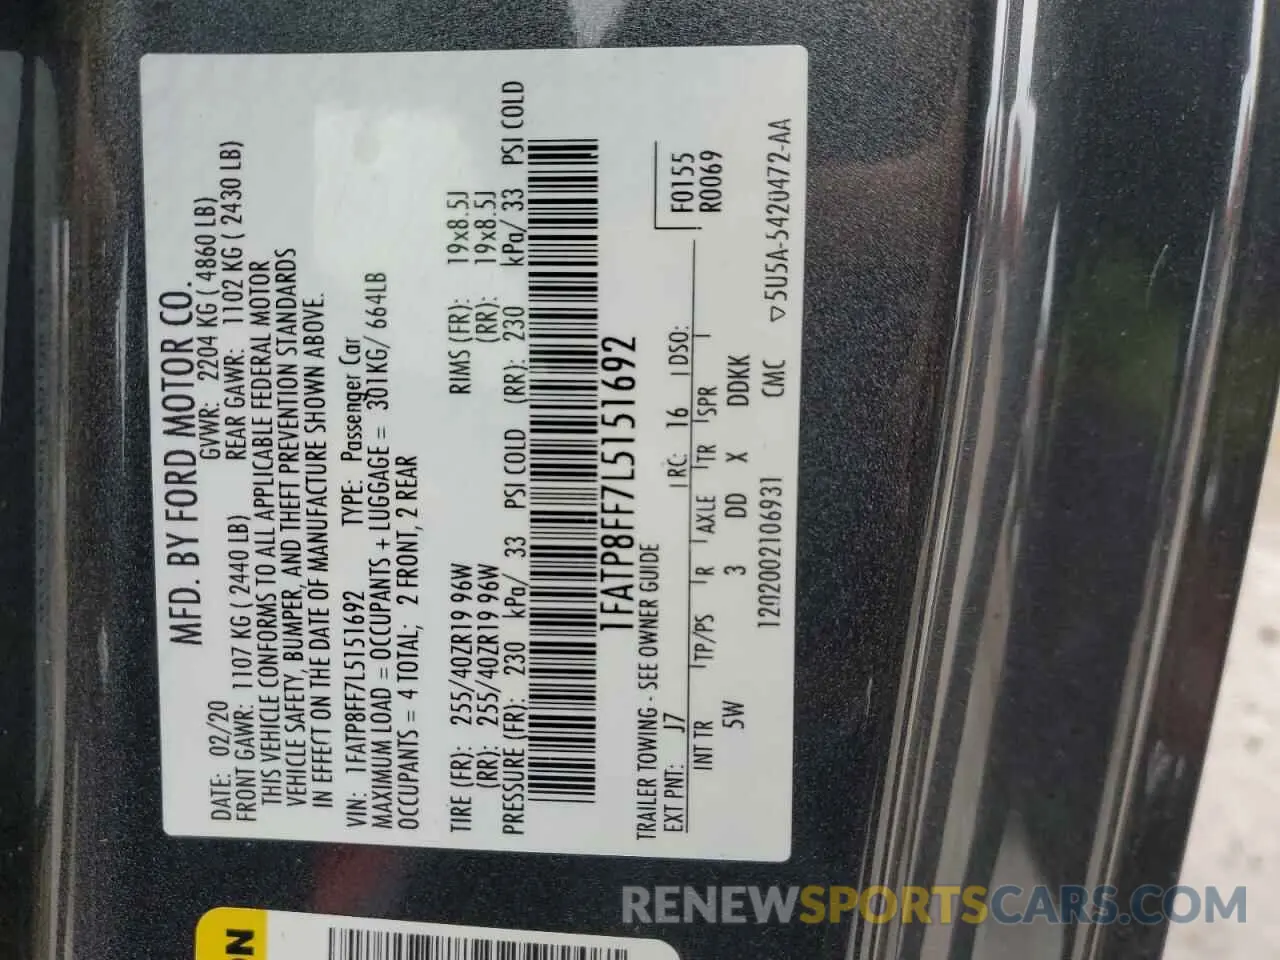 MFD. BY FORD MOTOR CO.
DATE: 02/20 GVWR: 2204 KG ( 4860 LB)
FRONT GAWR: 1107 KG ( 2440 LB) REAR GAWR: 1102 KG ( 2430 LB)
THIS VEHICLE CONFORMS TO ALL APPLICABLE FEDERAL MOTOR
VEHICLE SAFETY, BUMPER, AND THEFT PREVENTION STANDARDS
IN EFFECT ON THE DATE OF MANUFACTURE SHOWN ABOVE.
VIN: 1FATP8FF7L5151692 TYPE: Passenger Car
MAXIMUM LOAD = OCCUPANTS + LUGGAGE = 301KG/ 664LB
OCCUPANTS = 4 TOTAL; 2 FRONT, 2 REAR
TIRE (FR): 255/40ZR19 96W RIMS (FR): 19x8.5J
(RR): 255/40ZR19 96W (RR): 19x8.5J
PRESSURE (FR): 230 kPa/ 33 PSI COLD (RR): 230 kPa/ 33 PSI COLD
1FATP8FF7L5151692
TRAILER TOWING - SEE OWNER GUIDE
F0155
R0069
EXT PNT: J7 RC: 16 DSO:
INT TR TP/PS R AXLE TR SPR
5W 3 DD X DDKK
1202002106931 CMC ▽5U5A-5420472-AA
ON
RENEWSPORTSCARS.COM